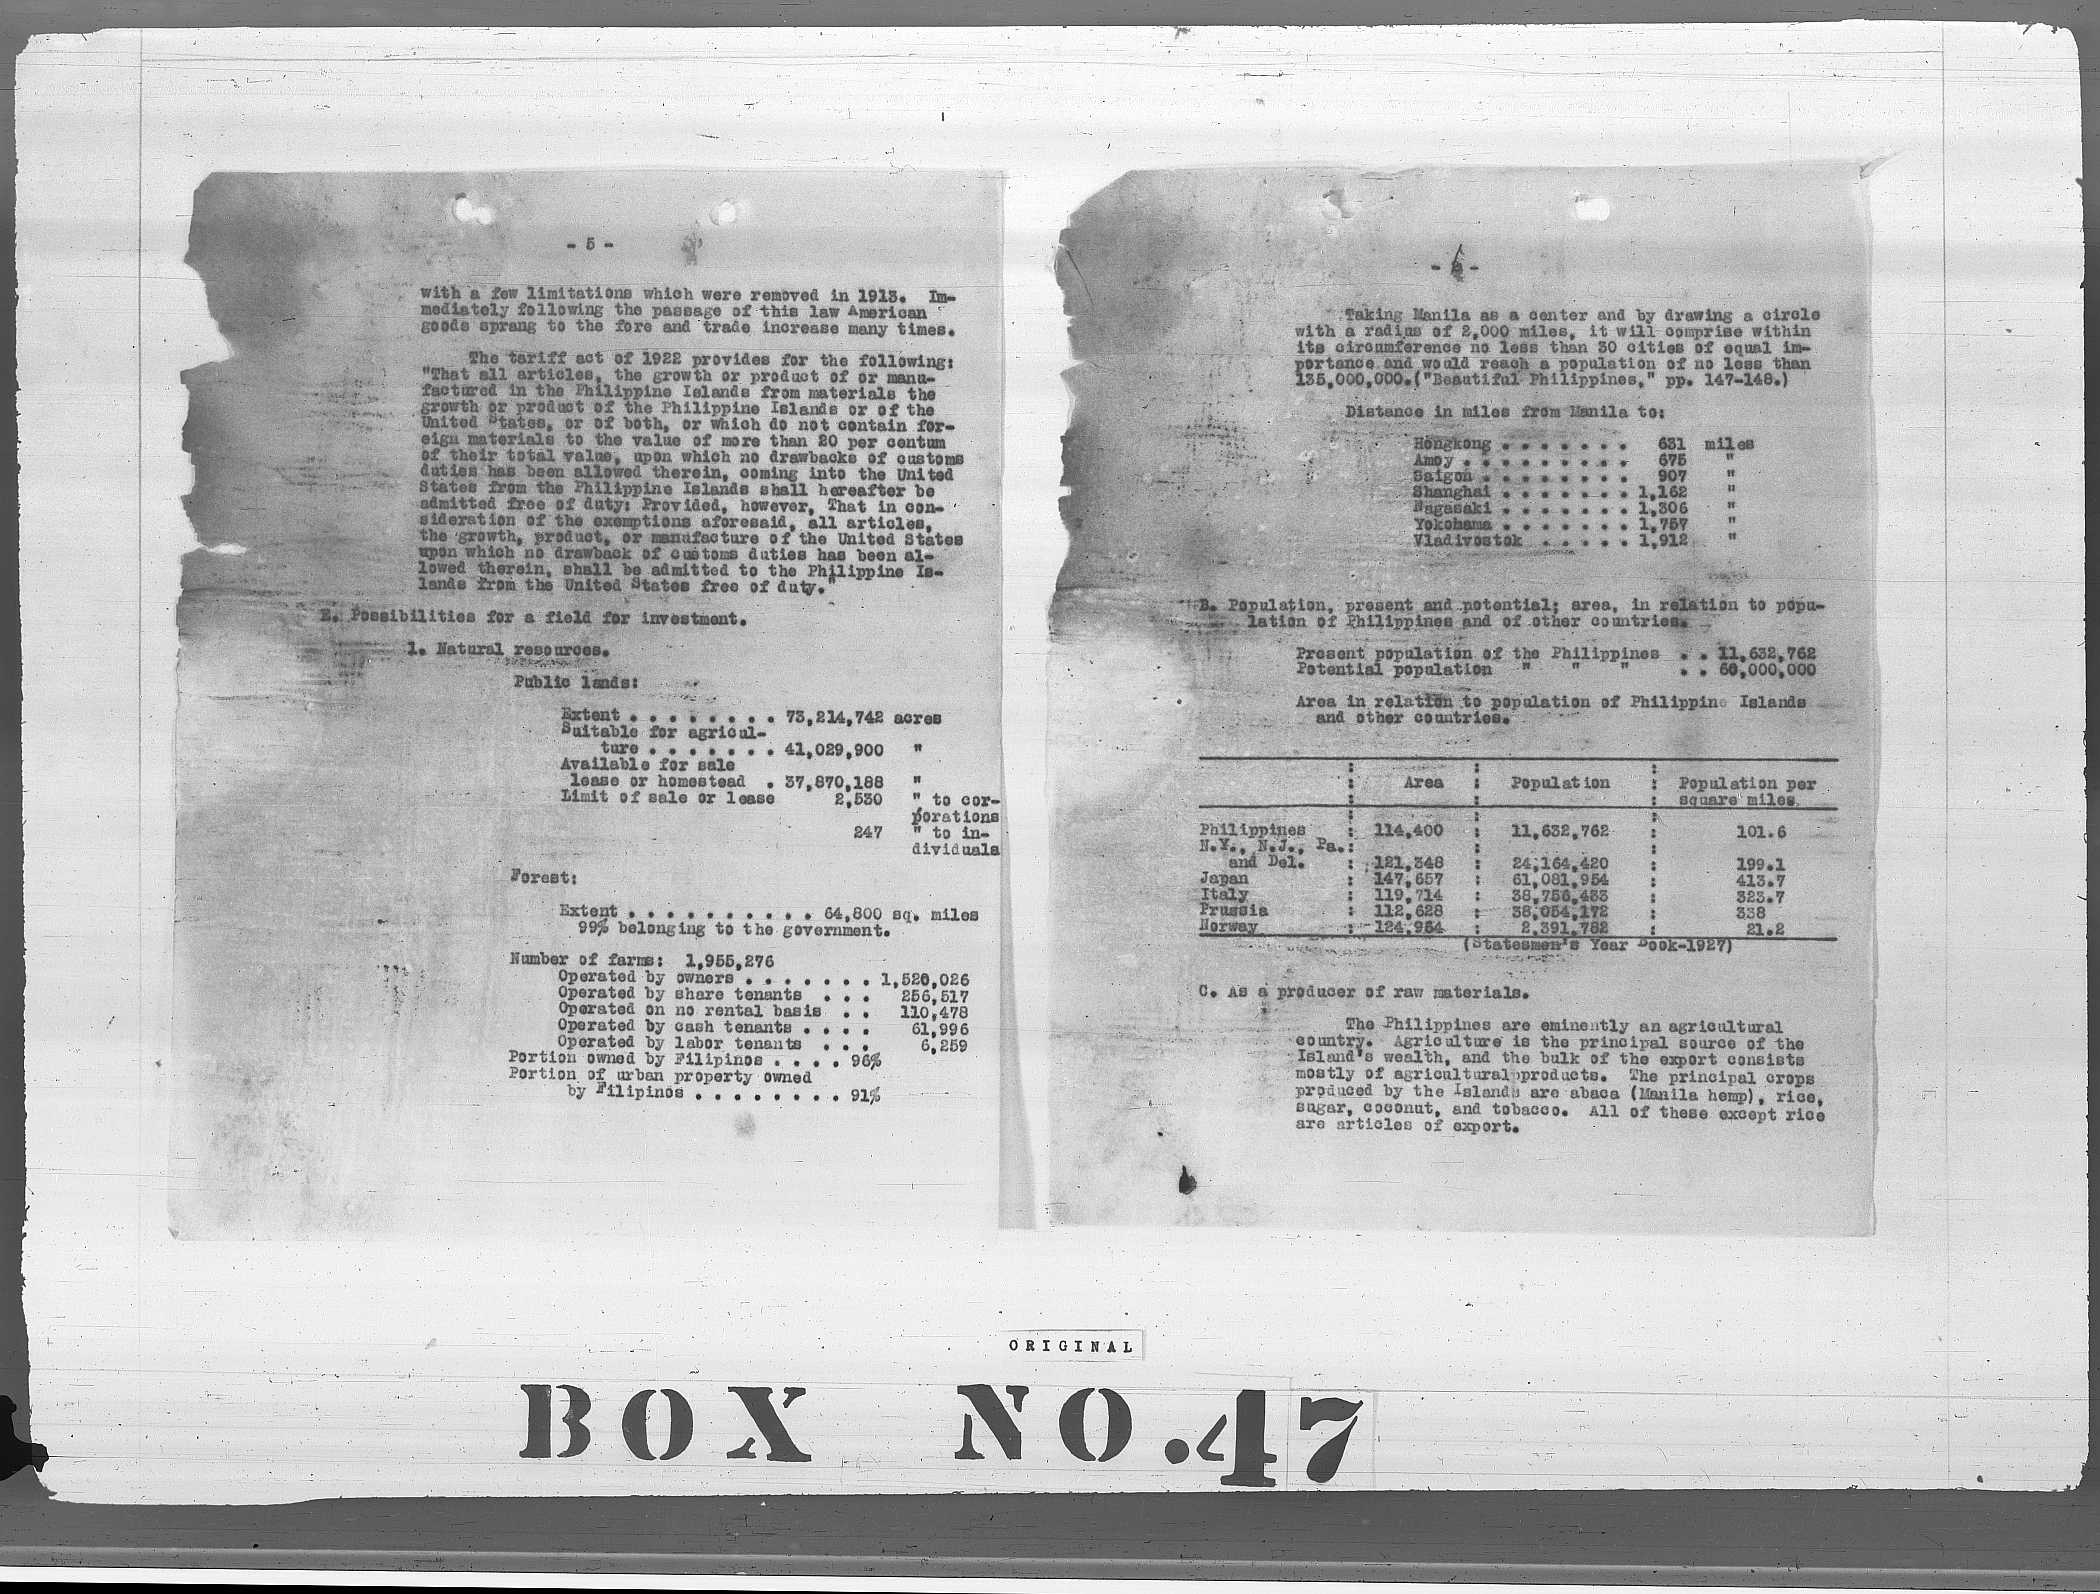 - 5 -
with a few limitations which were removed in 1913. Im-
mediately following the passage of this law American
goods sprang to the fore and trade increase many times.
The tariff act of 1922 provides for the following:
"That all articles, the growth or product of or manu-
factured in the Philippine Islands from materials the
growth or product of the Philippine Islands or of the
United States, or of both, or which do not contain for-
eign materials to the value of more than 20 per centum
of their total value, upon which no drawbacks of customs
duties has been allowed therein, coming into the United
States from the Philippine Islands shall hereafter be
admitted free of duty: Provided, however, That in con-
sideration of the exemptions aforesaid, all articles,
the growth, product, or manufacture of the United States
upon which no drawback of customs duties has been al-
lowed therein, shall be admitted to the Philippine Is-
lands from the United States free of duty."
E. Possibilities for a field for investment.
1. Natural resources.
Public lands:
Extent . . . . . . . . 73,214,742 acres
Suitable for agricul-
ture . . . . . . . 41,029,900 "
Available for sale
lease or homestead . 37,870,188 "
Limit of sale or lease 2,530 " to cor-
porations
247 " to in-
dividuals
Forest:
Extent . . . . . . . . . . 64,800 sq. miles
99% belonging to the government.
Number of farms: 1,955,276
Operated by owners . . . . . . . 1,520,026
Operated by share tenants . . . 256,517
Operated on no rental basis . . 110,478
Operated by cash tenants . . . . 61,996
Operated by labor tenants . . . 6,259
Portion owned by Filipinos . . . . 96%
Portion of urban property owned
by Filipinos . . . . . . . . 91%
- 6 -
Taking Manila as a center and by drawing a circle
with a radius of 2,000 miles, it will comprise within
its circumference no less than 30 cities of equal im-
portance and would reach a population of no less than
135,000,000.("Beautiful Philippines," pp. 147-148.)
Distance in miles from Manila to:
Hongkong . . . . . . . 631 miles
Amoy . . . . . . . . . 675 "
Saigon . . . . . . . . 907 "
Shanghai . . . . . . . 1,162 "
Nagasaki . . . . . . . 1,306 "
Yokohama . . . . . . . 1,757 "
Vladivostok . . . . . 1,912 "
B. Population, present and potential; area, in relation to popu-
lation of Philippines and of other countries.
Present population of the Philippines . . 11,632,762
Potential population " " " . . 60,000,000
Area in relation to population of Philippine Islands
and other countries.
: Area : Population : Population per
: : : square miles
Philippines : 114,400 : 11,632,762 : 101.6
N.Y., N.J., Pa.: : :
and Del. : 121,348 : 24,164,420 : 199.1
Japan : 147,657 : 61,081,954 : 413.7
Italy : 119,714 : 38,756,433 : 323.7
Prussia : 112,628 : 38,054,172 : 338
Norway : 124,964 : 2,391,782 : 21.2
(Statesmen's Year Book-1927)
C. As a producer of raw materials.
The Philippines are eminently an agricultural
country. Agriculture is the principal source of the
Island's wealth, and the bulk of the export consists
mostly of agricultural products. The principal crops
produced by the Islands are abaca (Manila hemp), rice,
sugar, coconut, and tobacco. All of these except rice
are articles of export.
ORIGINAL
BOX NO. 47